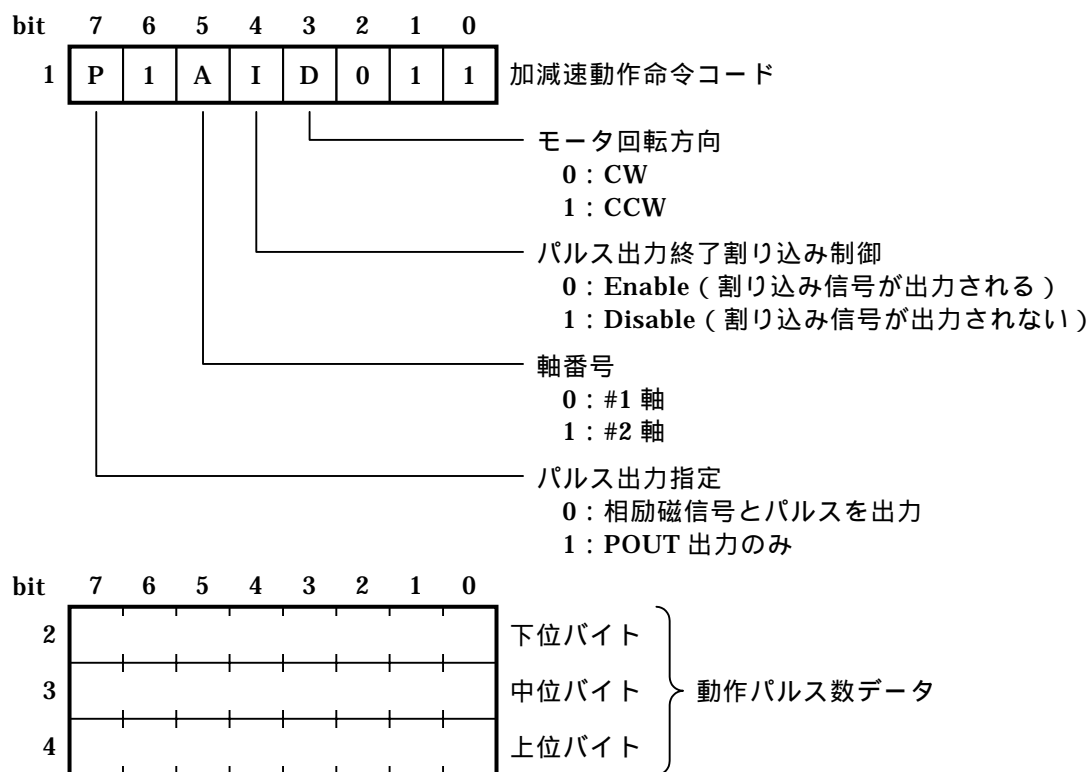 bit 7 6 5 4 3 2 1 0
1 P 1 A I D 0 1 1 加減速動作命令コード
モータ回転方向
0：CW
1：CCW
パルス出力終了割り込み制御
0：Enable（割り込み信号が出力される）
1：Disable（割り込み信号が出力されない）
軸番号
0：#1 軸
1：#2 軸
パルス出力指定
0：相励磁信号とパルスを出力
1：POUT 出力のみ
bit 7 6 5 4 3 2 1 0
2 下位バイト
3 中位バイト 動作パルス数データ
4 上位バイト